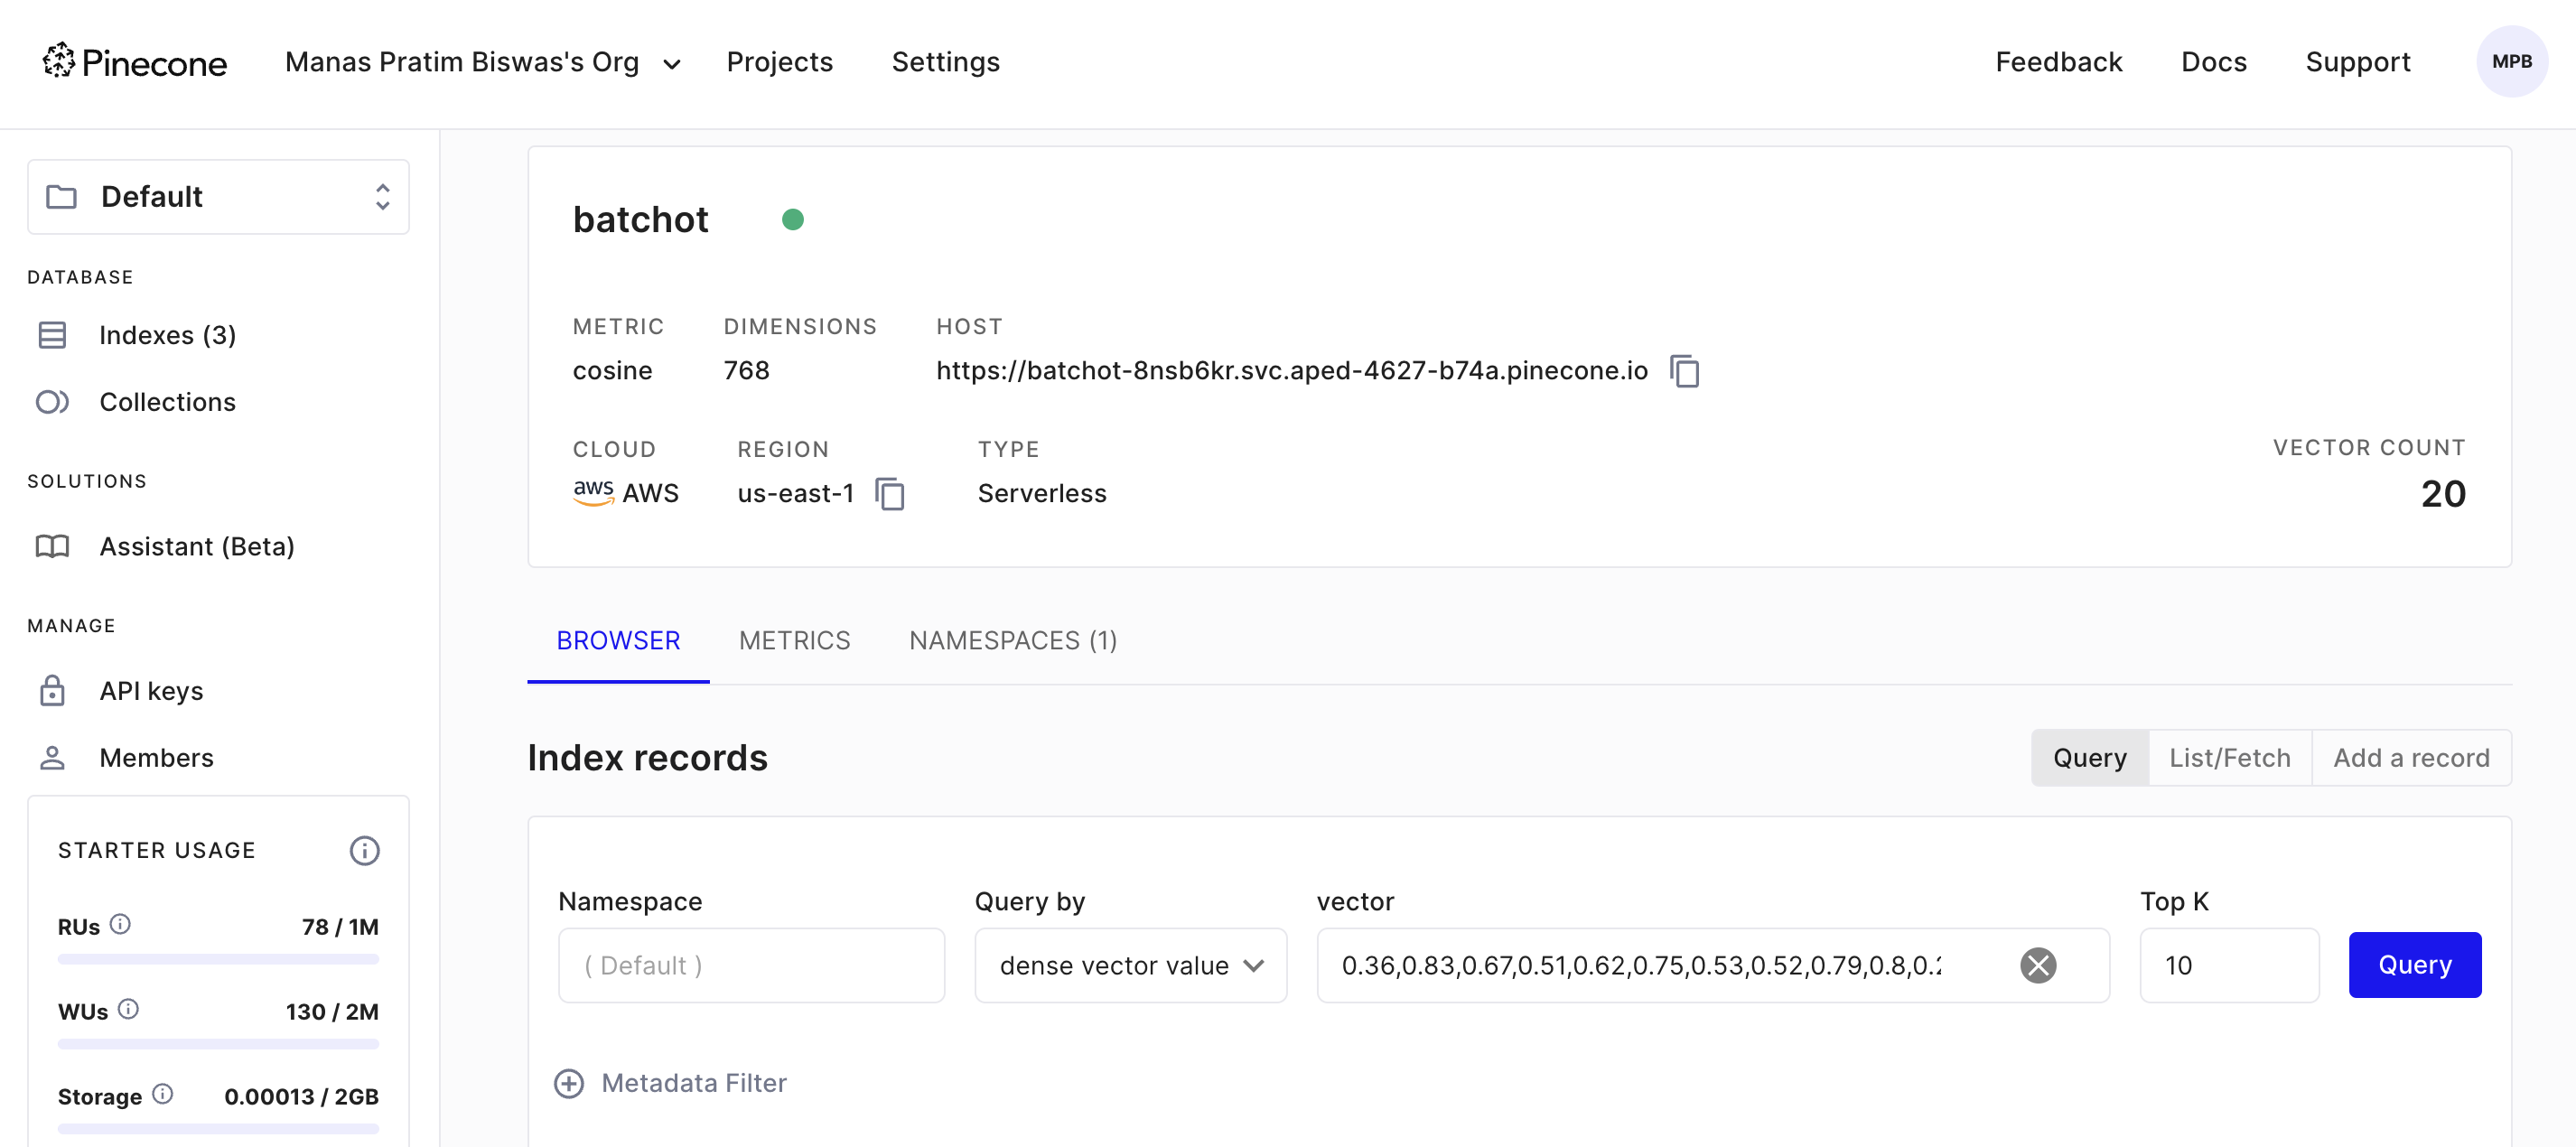 Pinecone Manas Pratim Biswas's Org Projects Settings Feedback Docs Support MPB
Default
DATABASE
Indexes (3)
Collections
SOLUTIONS
Assistant (Beta)
MANAGE
API keys
Members
STARTER USAGE
RUs 78 / 1M
WUs 130 / 2M
Storage 0.00013 / 2GB
batchot
METRIC DIMENSIONS HOST
cosine 768 https://batchot-8nsb6kr.svc.aped-4627-b74a.pinecone.io
CLOUD REGION TYPE VECTOR COUNT
aws AWS us-east-1 Serverless 20
BROWSER METRICS NAMESPACES (1)
Index records Query List/Fetch Add a record
Namespace Query by vector Top K
( Default ) dense vector value 0.36,0.83,0.67,0.51,0.62,0.75,0.53,0.52,0.79,0.8,0. 10 Query
Metadata Filter